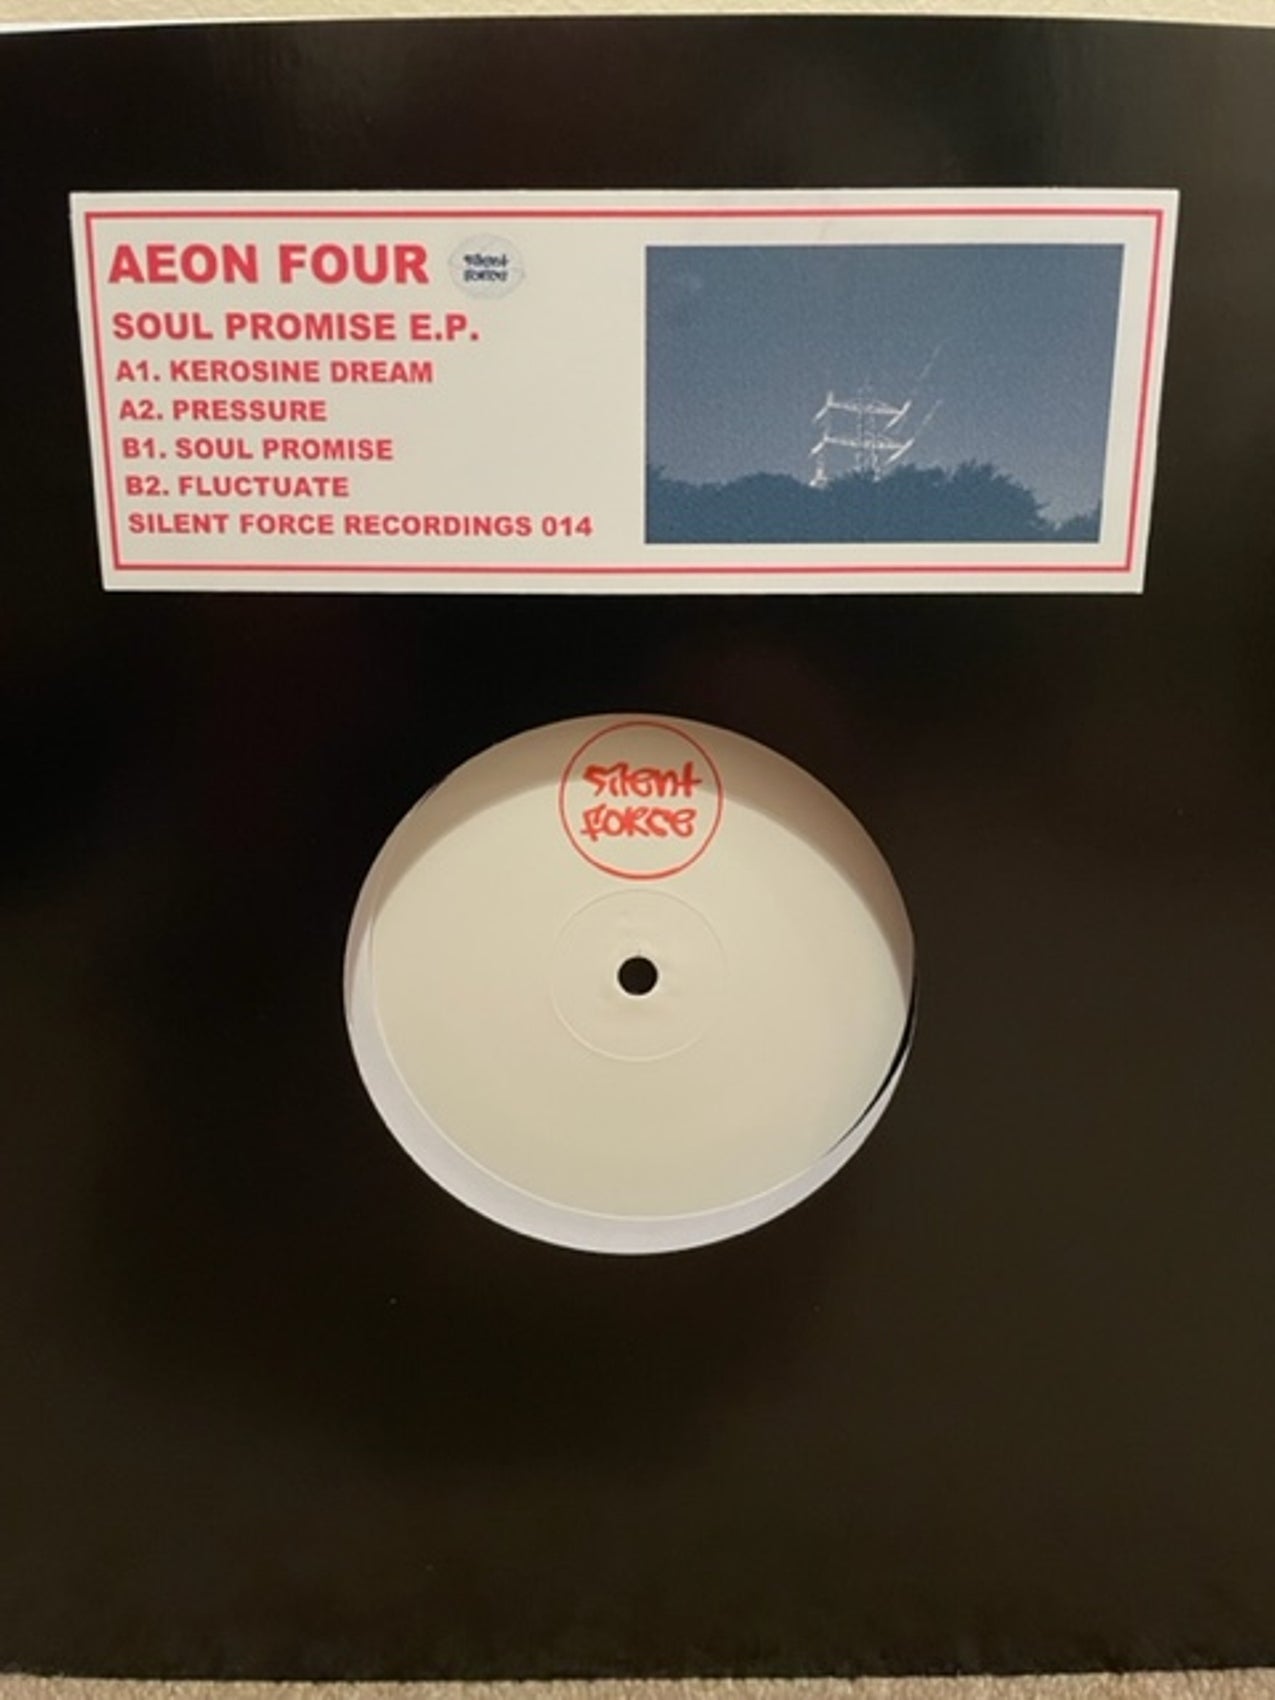 AEON FOUR
silent
force
SOUL PROMISE E.P.
A1. KEROSINE DREAM
A2. PRESSURE
B1. SOUL PROMISE
B2. FLUCTUATE
SILENT FORCE RECORDINGS 014
silent
force